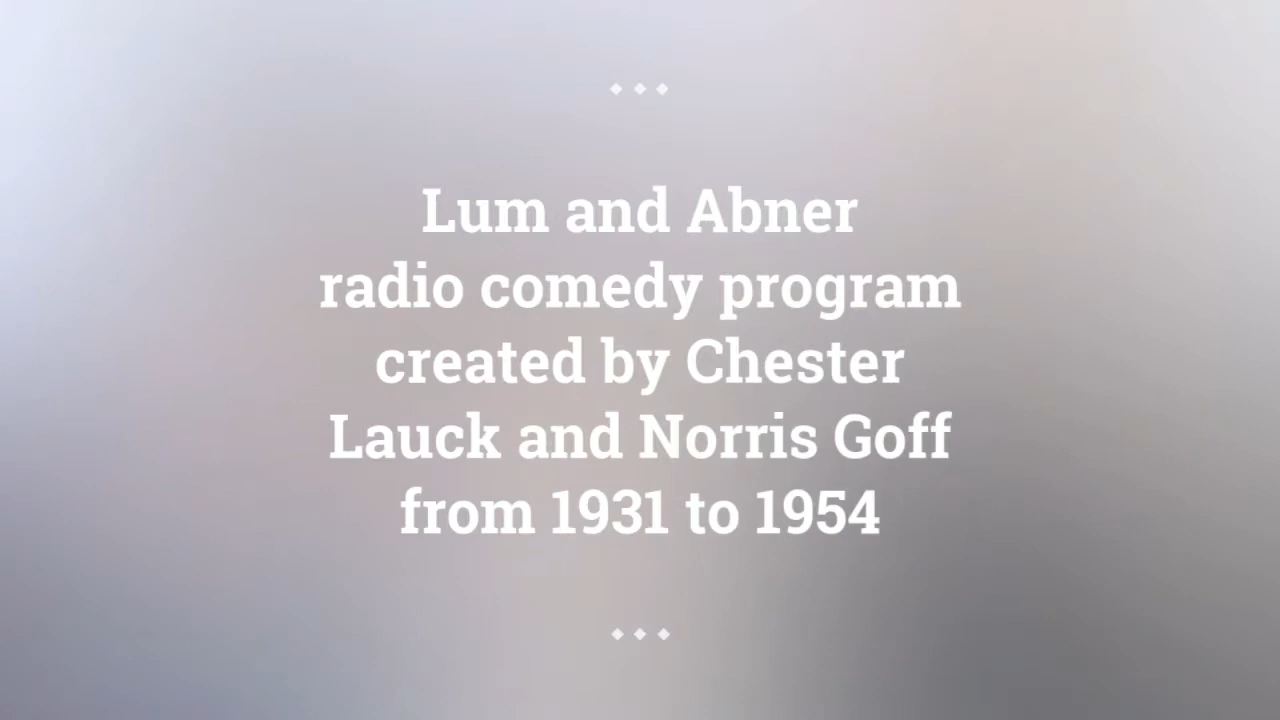 Lum and Abner
radio comedy program
created by Chester
Lauck and Norris Goff
from 1931 to 1954